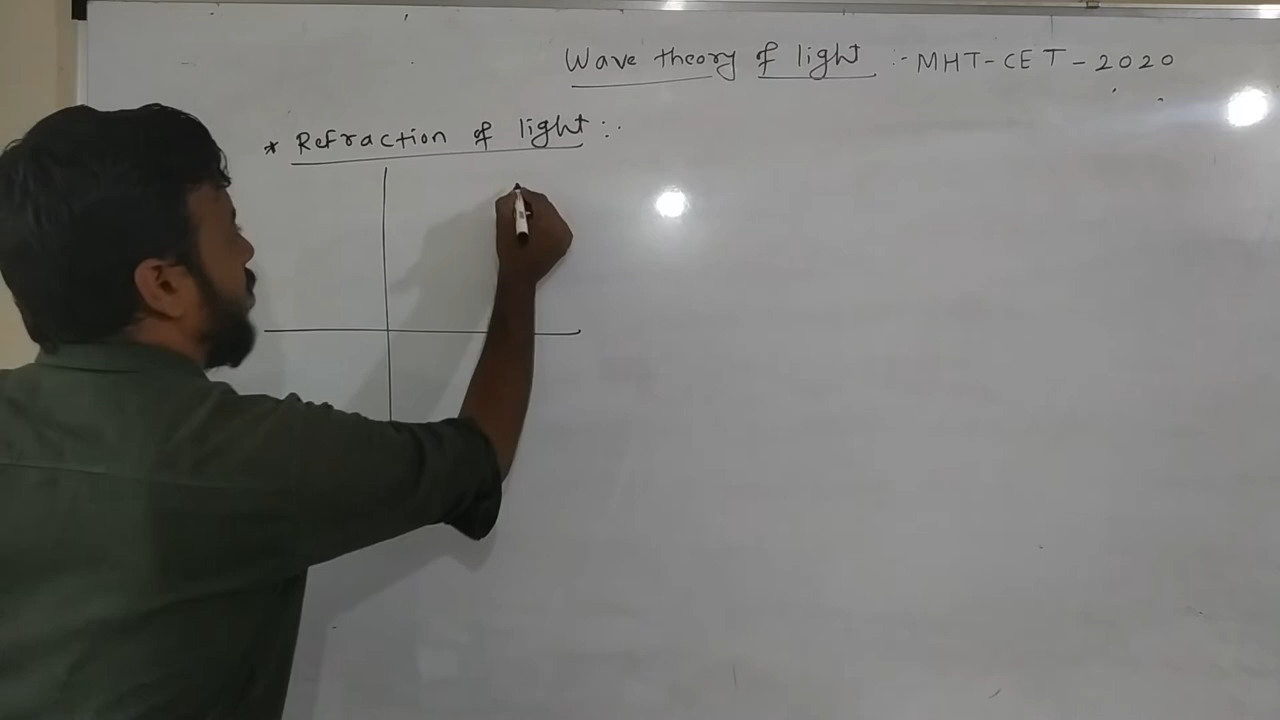 Wave theory of light :- MHT-CET-2020
* Refraction of light :-